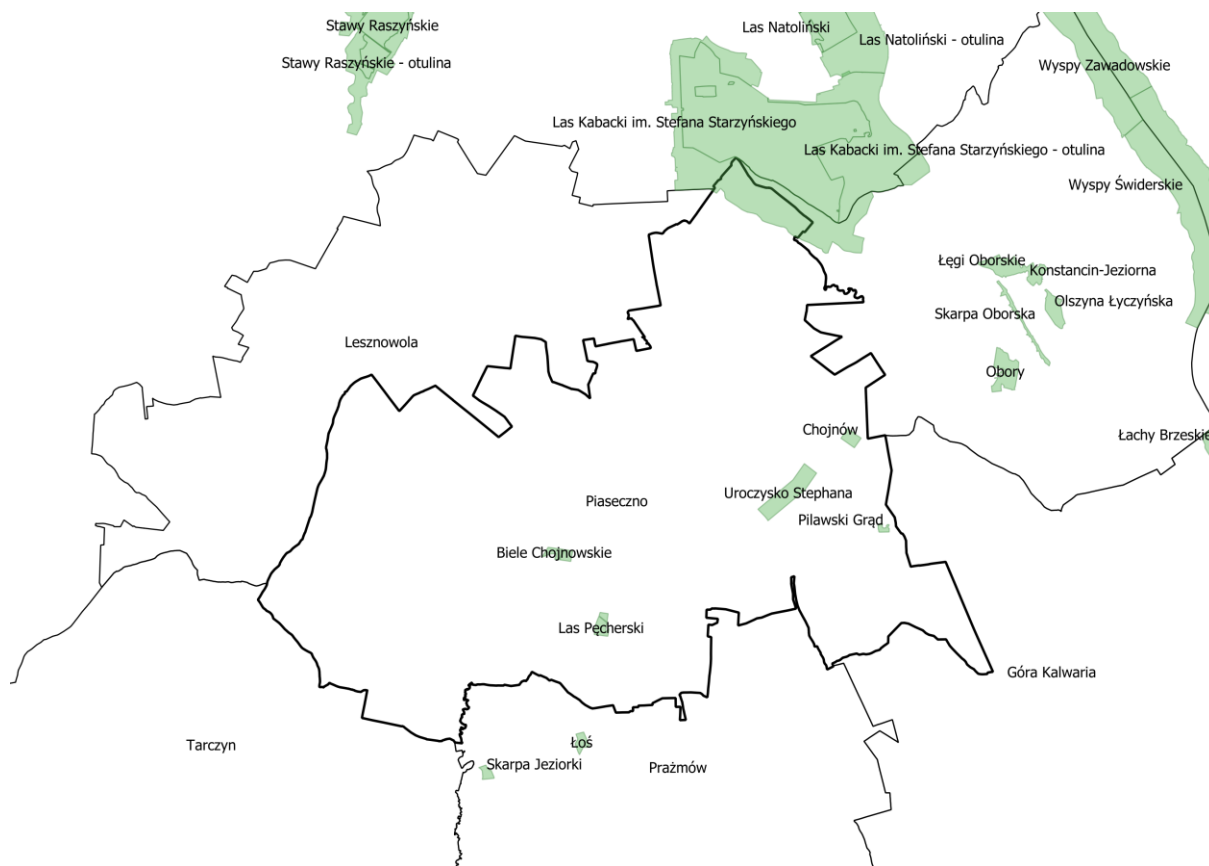 Stawy Raszyńskie
Las Natoliński
Las Natoliński - otulina
Stawy Raszyńskie - otulina
Wyspy Zawadowskie
Las Kabacki im. Stefana Starzyńskiego
Las Kabacki im. Stefana Starzyńskiego - otulina
Wyspy Świderskie
Łęgi Oborskie
Konstancin-Jeziorna
Olszyna Łyczyńska
Skarpa Oborska
Lesznowola
Obory
Chojnów
Łachy Brzeskie
Uroczysko Stephana
Piaseczno
Pilawski Grąd
Biele Chojnowskie
Las Pęcherski
Góra Kalwaria
Tarczyn
Łoś
Skarpa Jeziorki
Prażmów